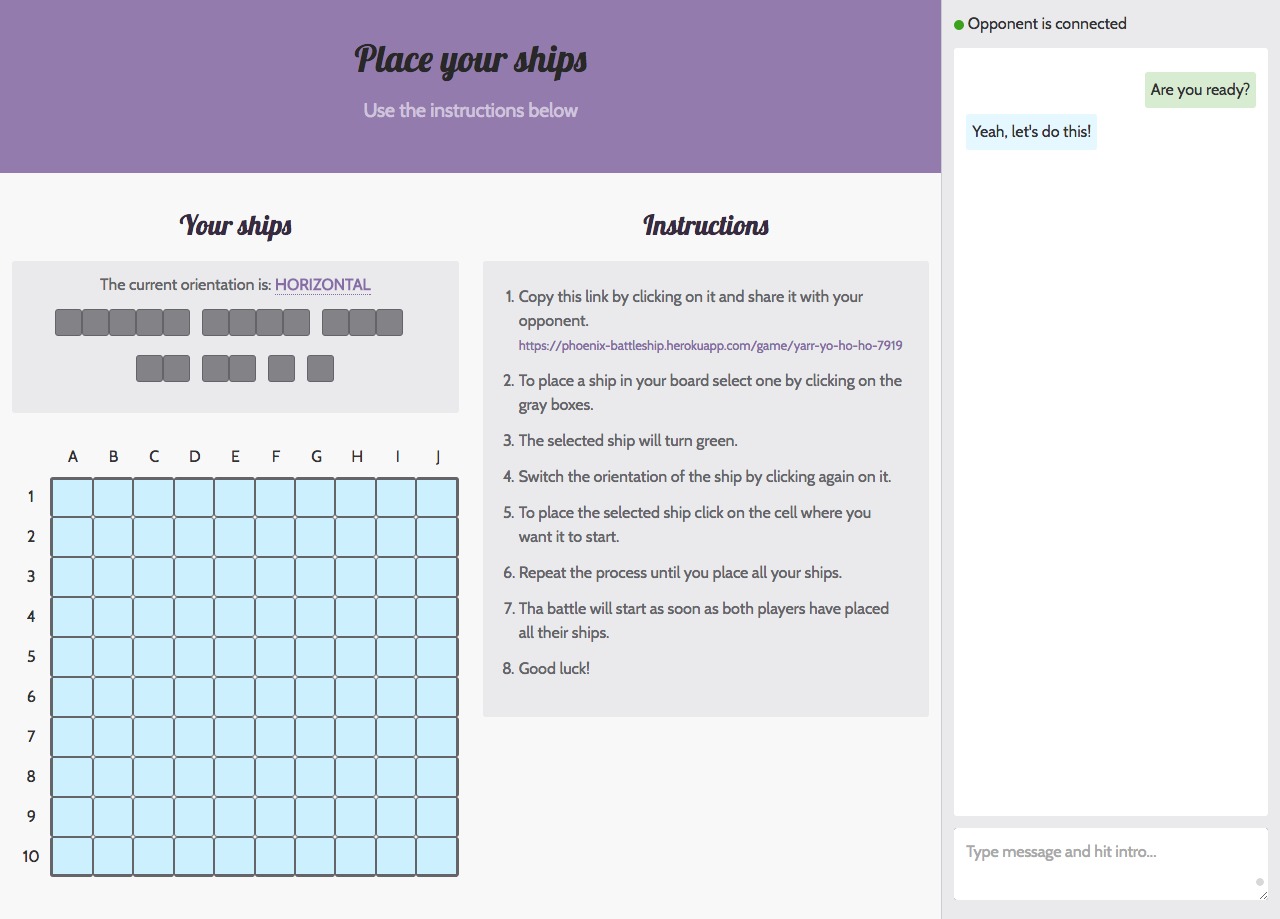 Place your ships
Use the instructions below
Your ships
The current orientation is: HORIZONTAL
A B C D E F G H I J
1
2
3
4
5
6
7
8
9
10
Instructions
1. Copy this link by clicking on it and share it with your
opponent.
https://phoenix-battleship.herokuapp.com/game/yarr-yo-ho-ho-7919
2. To place a ship in your board select one by clicking on the
gray boxes.
3. The selected ship will turn green.
4. Switch the orientation of the ship by clicking again on it.
5. To place the selected ship click on the cell where you
want it to start.
6. Repeat the process until you place all your ships.
7. Tha battle will start as soon as both players have placed
all their ships.
8. Good luck!
Opponent is connected
Are you ready?
Yeah, let's do this!
Type message and hit intro...